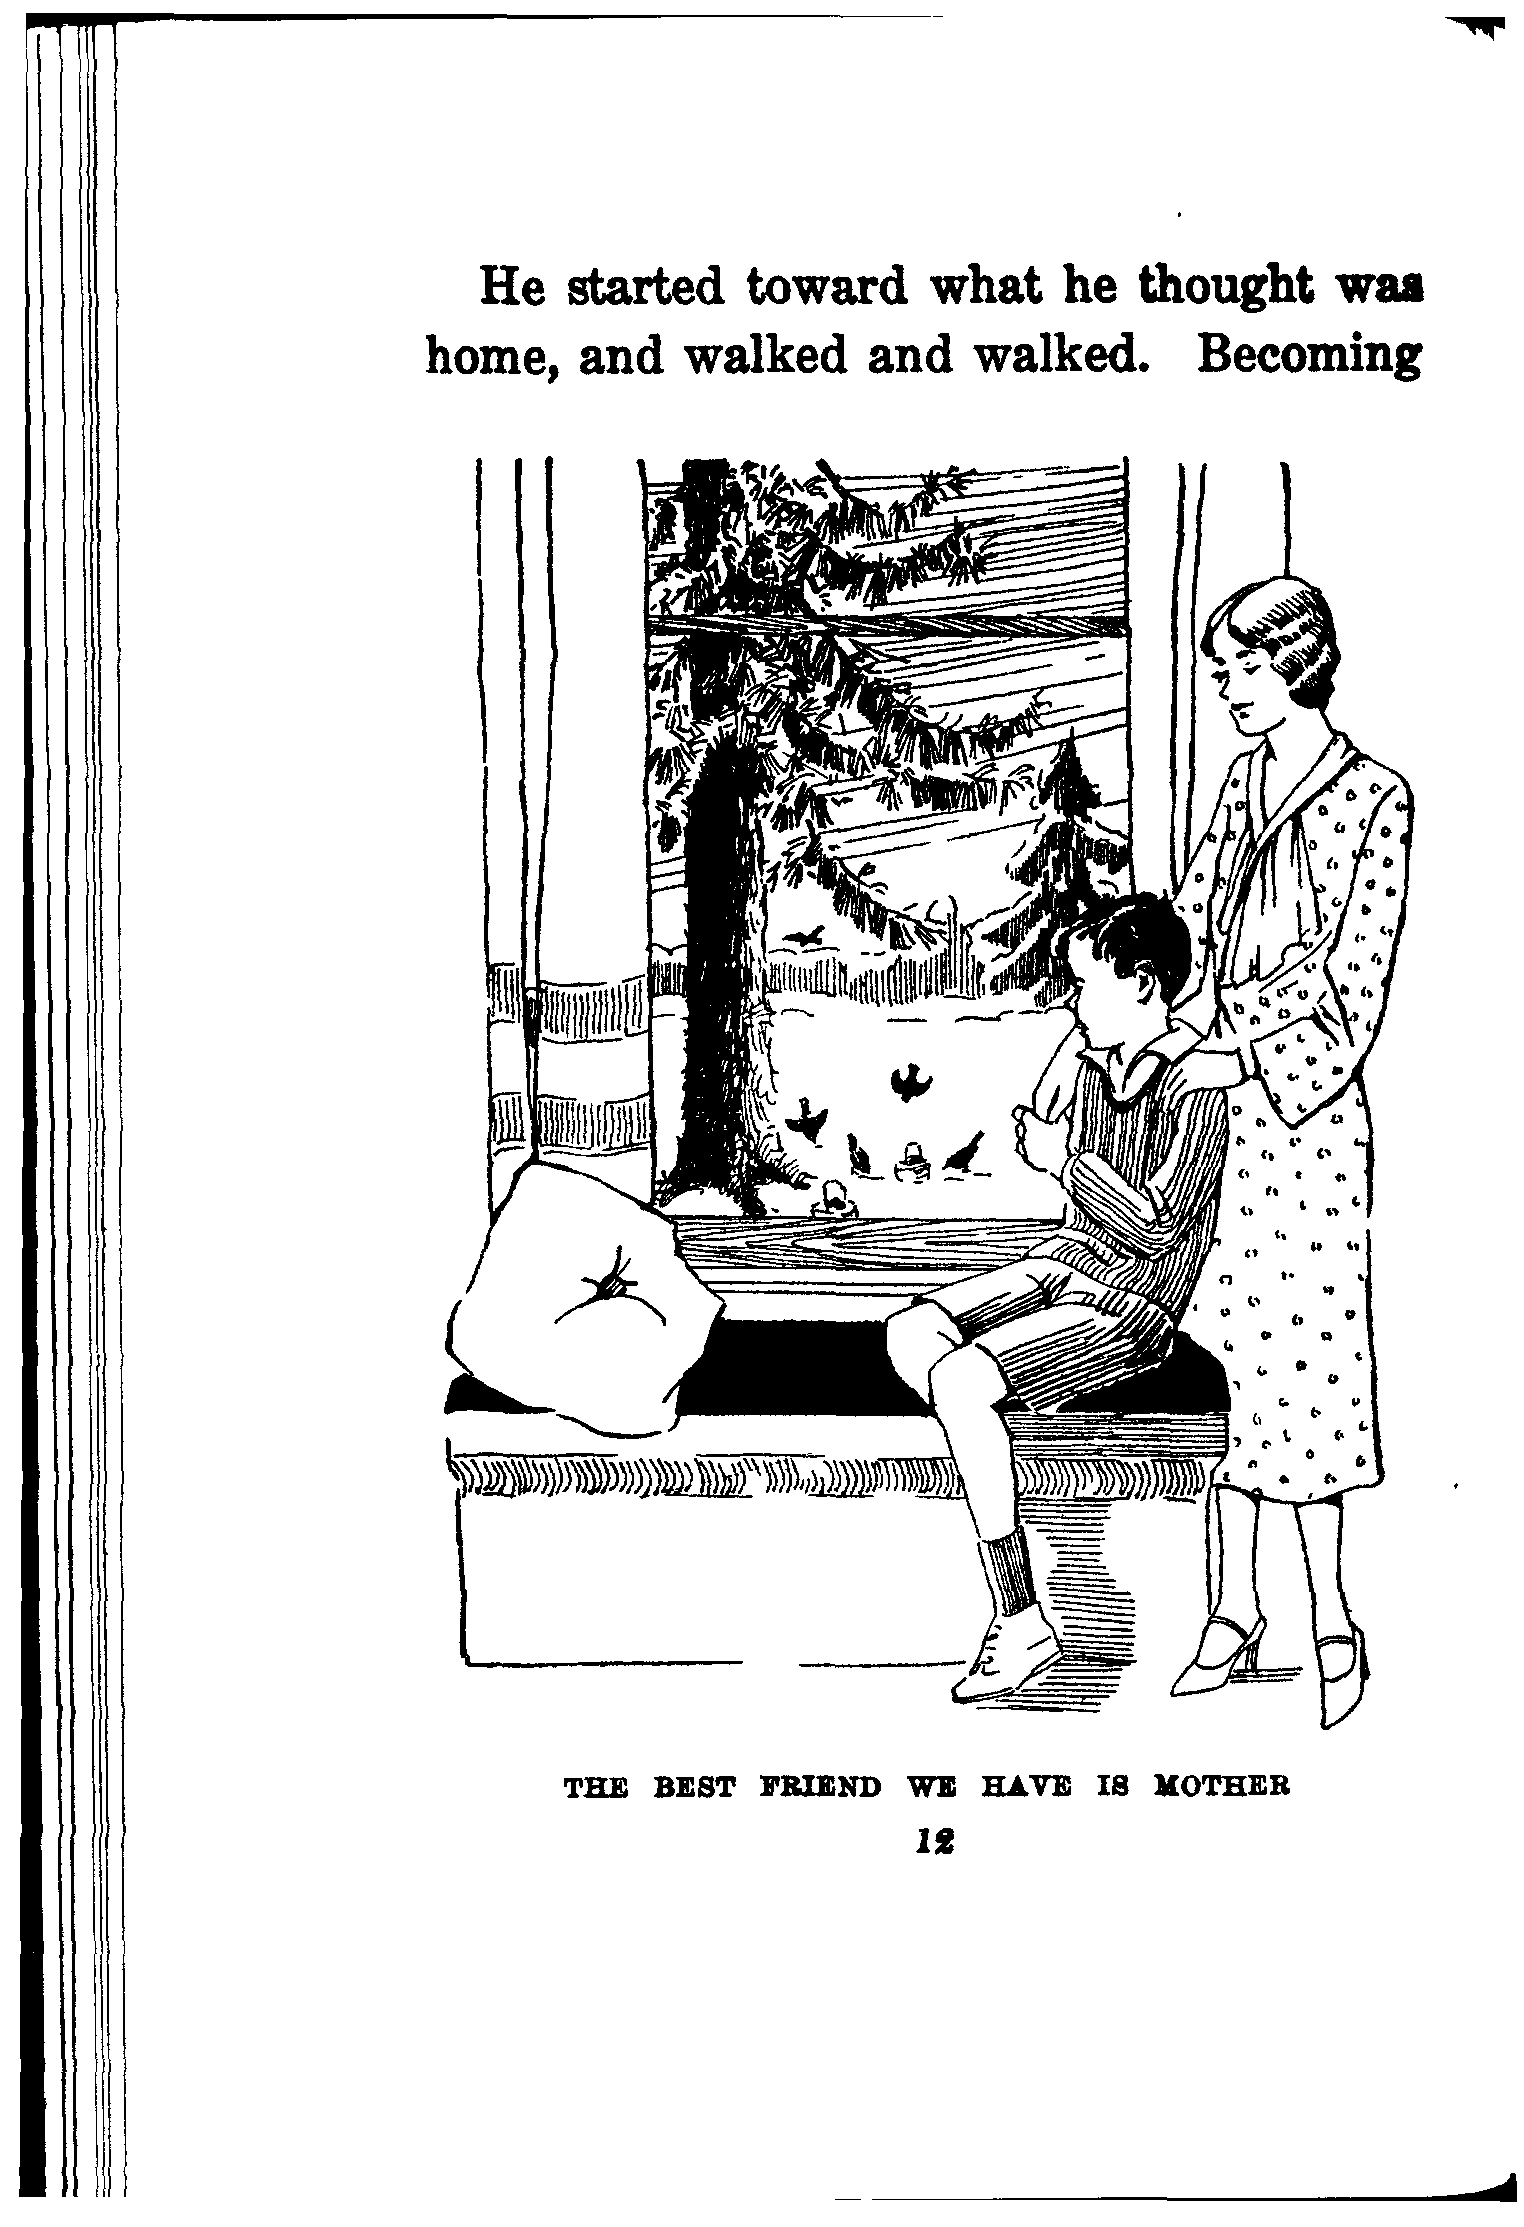 He started toward what he thought was
home, and walked and walked. Becoming
THE BEST FRIEND WE HAVE IS MOTHER
12